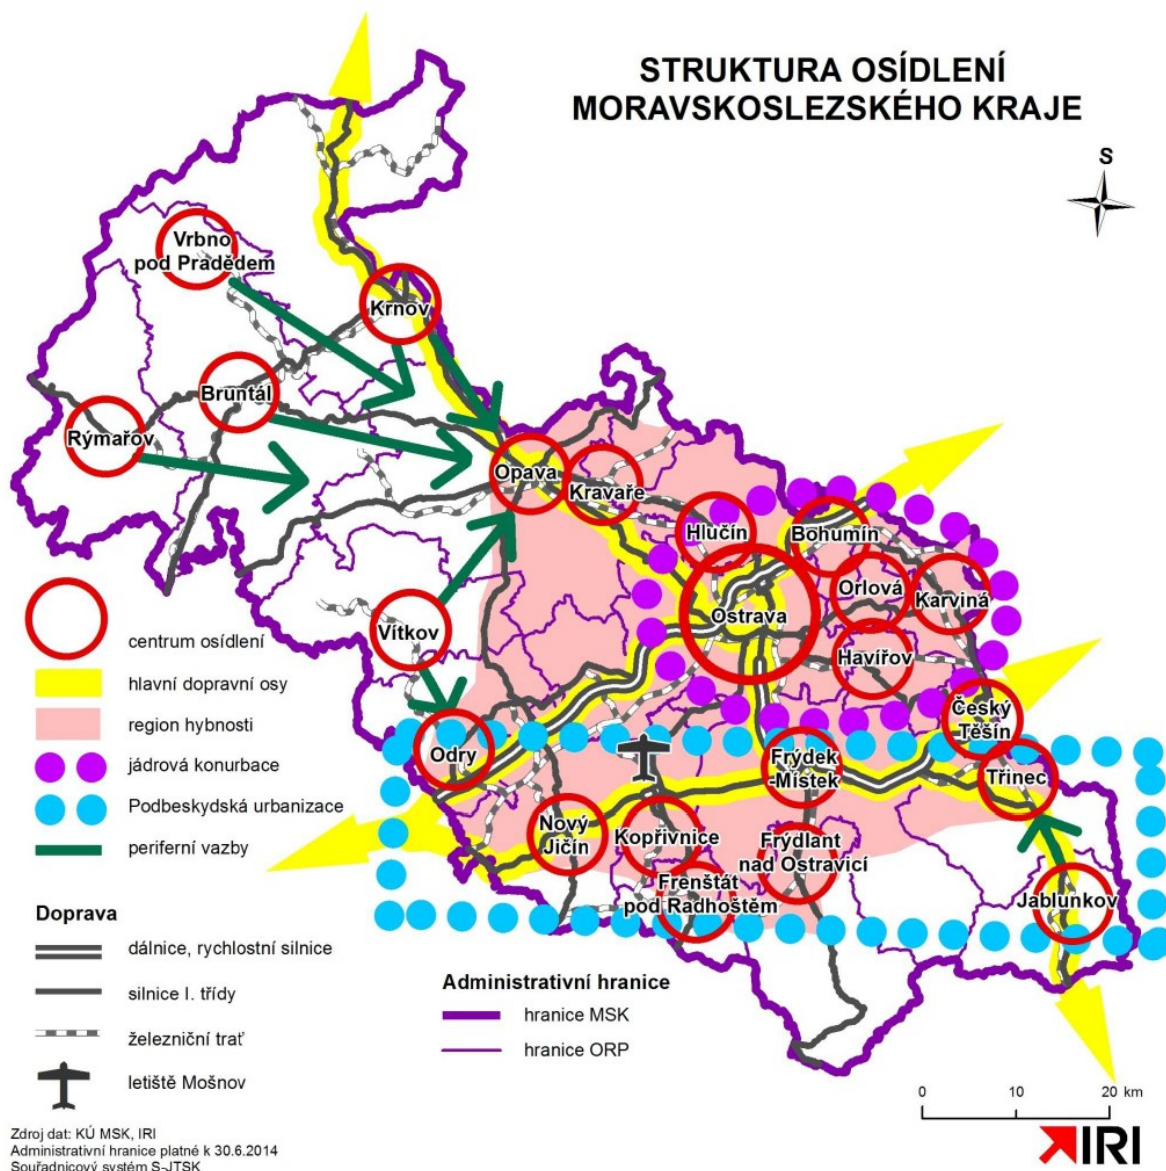 STRUKTURA OSÍDLENÍ
MORAVSKOSLEZSKÉHO KRAJE
S
Vrbno
pod Pradědem
Krnov
Bruntál
Rýmařov
Opava
Kravaře
Hlučín
Bohumín
Orlová
Karviná
Ostrava
Vítkov
Havířov
Český
Těšín
Odry
Frýdek
-Místek
Třinec
Nový
Jičín
Kopřivnice
Frýdlant
nad Ostravicí
Frenštát
pod Radhoštěm
Jablunkov
centrum osídlení
hlavní dopravní osy
region hybnosti
jádrová konurbace
Podbeskydská urbanizace
periferní vazby
Doprava
dálnice, rychlostní silnice
silnice I. třídy
železniční trať
letiště Mošnov
Administrativní hranice
hranice MSK
hranice ORP
0 10 20 km
IRI
Zdroj dat: KÚ MSK, IRI
Administrativní hranice platné k 30.6.2014
Souřadnicový systém S-JTSK